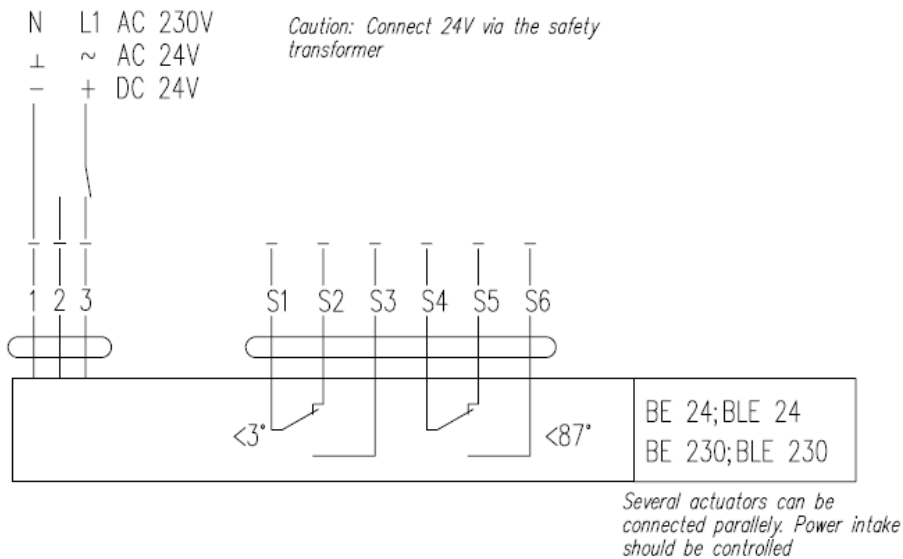 N L1 AC 230V
⊥ ~ AC 24V
− + DC 24V
Caution: Connect 24V via the safety
transformer
1 2 3 S1 S2 S3 S4 S5 S6
<3° <87°
BE 24;BLE 24
BE 230;BLE 230
Several actuators can be
connected parallely. Power intake
should be controlled